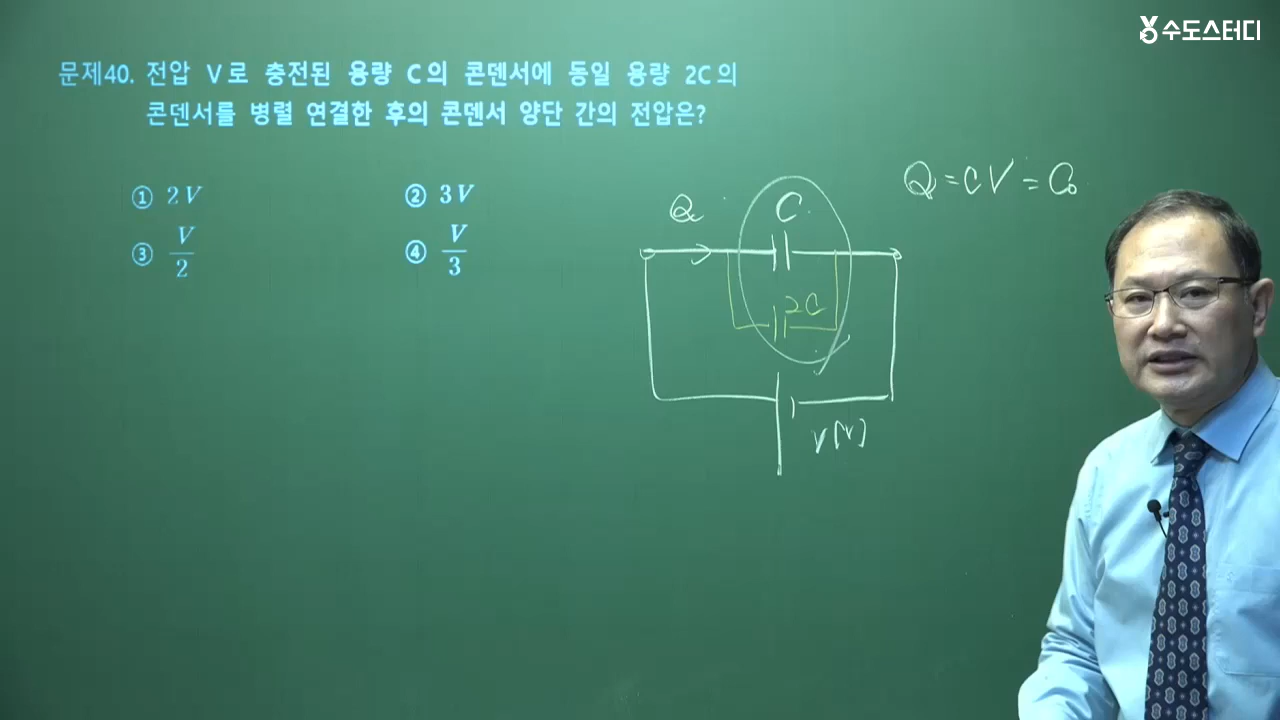 수도스터디
문제40. 전압 V로 충전된 용량 C의 콘덴서에 동일 용량 2C의
콘덴서를 병렬 연결한 후의 콘덴서 양단 간의 전압은?
① 2V
② 3V
③ V/2
④ V/3
Q = CV = C₀
Q
C
2C
V[V]